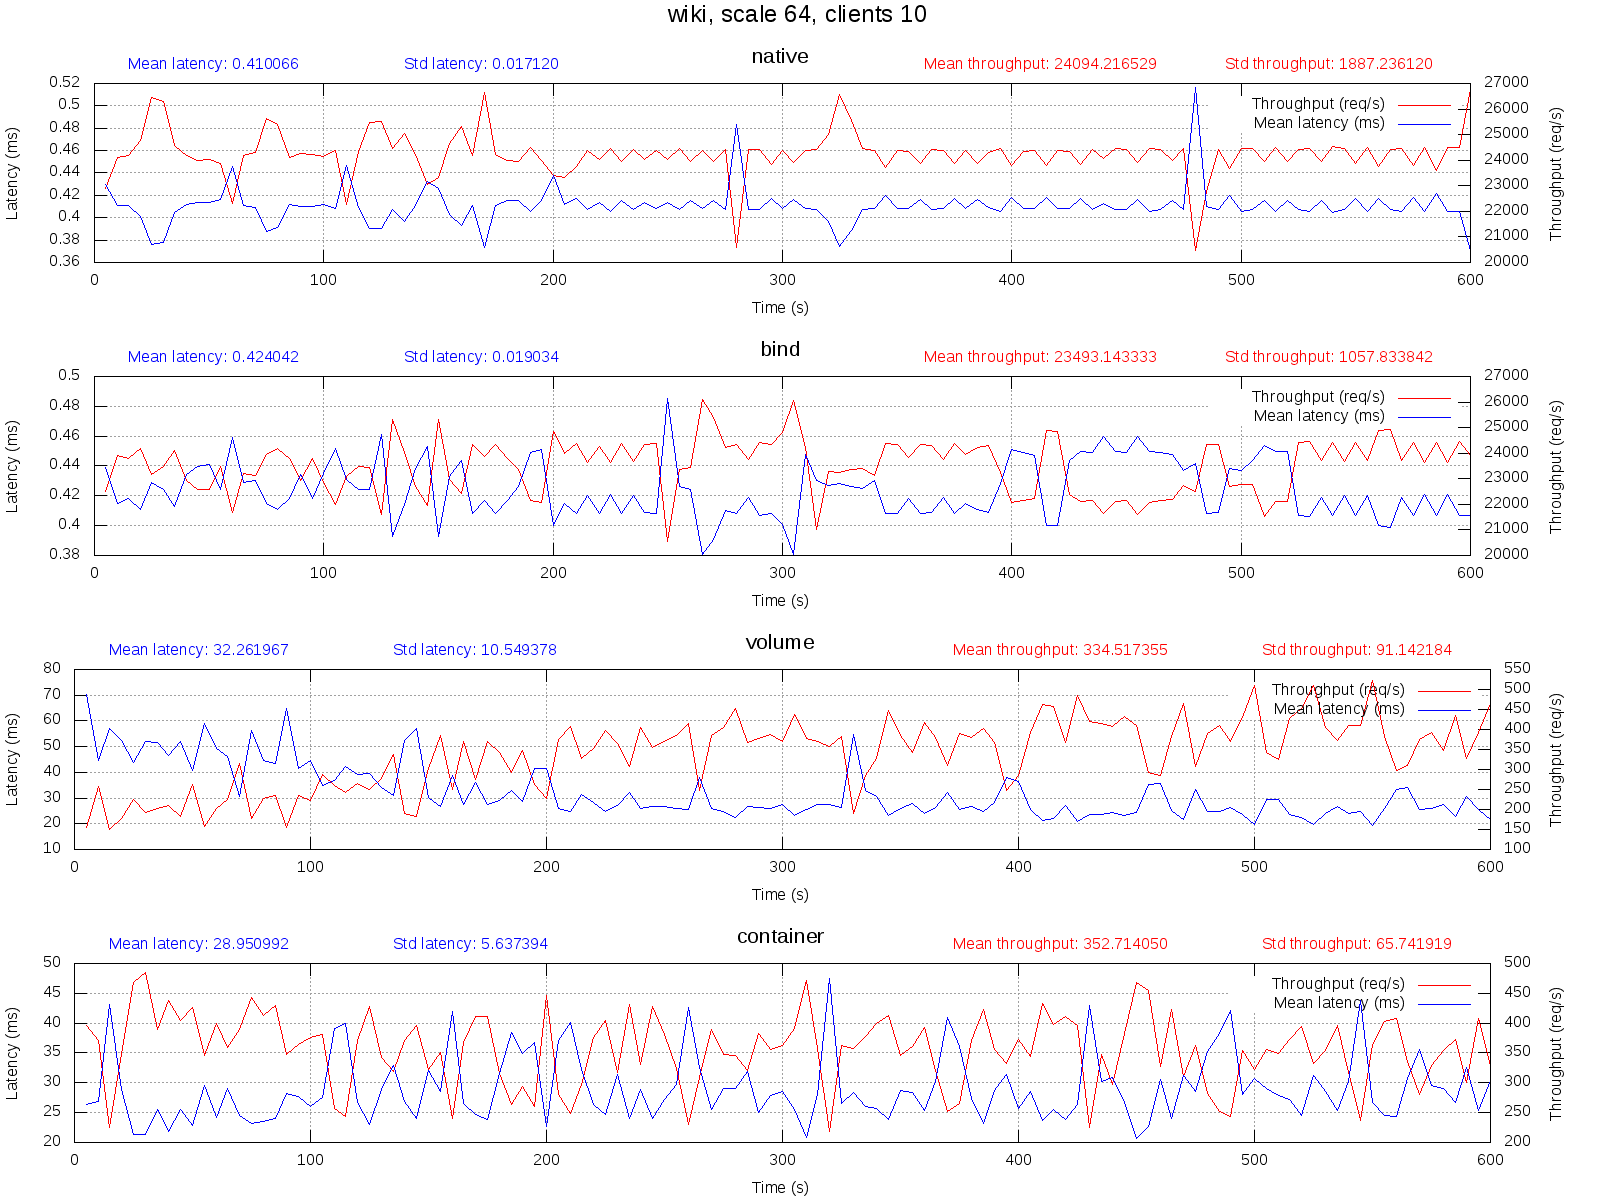 wiki, scale 64, clients 10
native
Mean latency: 0.410066 Std latency: 0.017120 Mean throughput: 24094.216529 Std throughput: 1887.236120
Throughput (req/s)
Mean latency (ms)
Latency (ms)
0.52
0.5
0.48
0.46
0.44
0.42
0.4
0.38
0.36
Throughput (req/s)
27000
26000
25000
24000
23000
22000
21000
20000
0 100 200 300 400 500 600
Time (s)
bind
Mean latency: 0.424042 Std latency: 0.019034 Mean throughput: 23493.143333 Std throughput: 1057.833842
Throughput (req/s)
Mean latency (ms)
Latency (ms)
0.5
0.48
0.46
0.44
0.42
0.4
0.38
Throughput (req/s)
27000
26000
25000
24000
23000
22000
21000
20000
0 100 200 300 400 500 600
Time (s)
volume
Mean latency: 32.261967 Std latency: 10.549378 Mean throughput: 334.517355 Std throughput: 91.142184
Throughput (req/s)
Mean latency (ms)
Latency (ms)
80
70
60
50
40
30
20
10
Throughput (req/s)
550
500
450
400
350
300
250
200
150
100
0 100 200 300 400 500 600
Time (s)
container
Mean latency: 28.950992 Std latency: 5.637394 Mean throughput: 352.714050 Std throughput: 65.741919
Throughput (req/s)
Mean latency (ms)
Latency (ms)
50
45
40
35
30
25
20
Throughput (req/s)
500
450
400
350
300
250
200
0 100 200 300 400 500 600
Time (s)